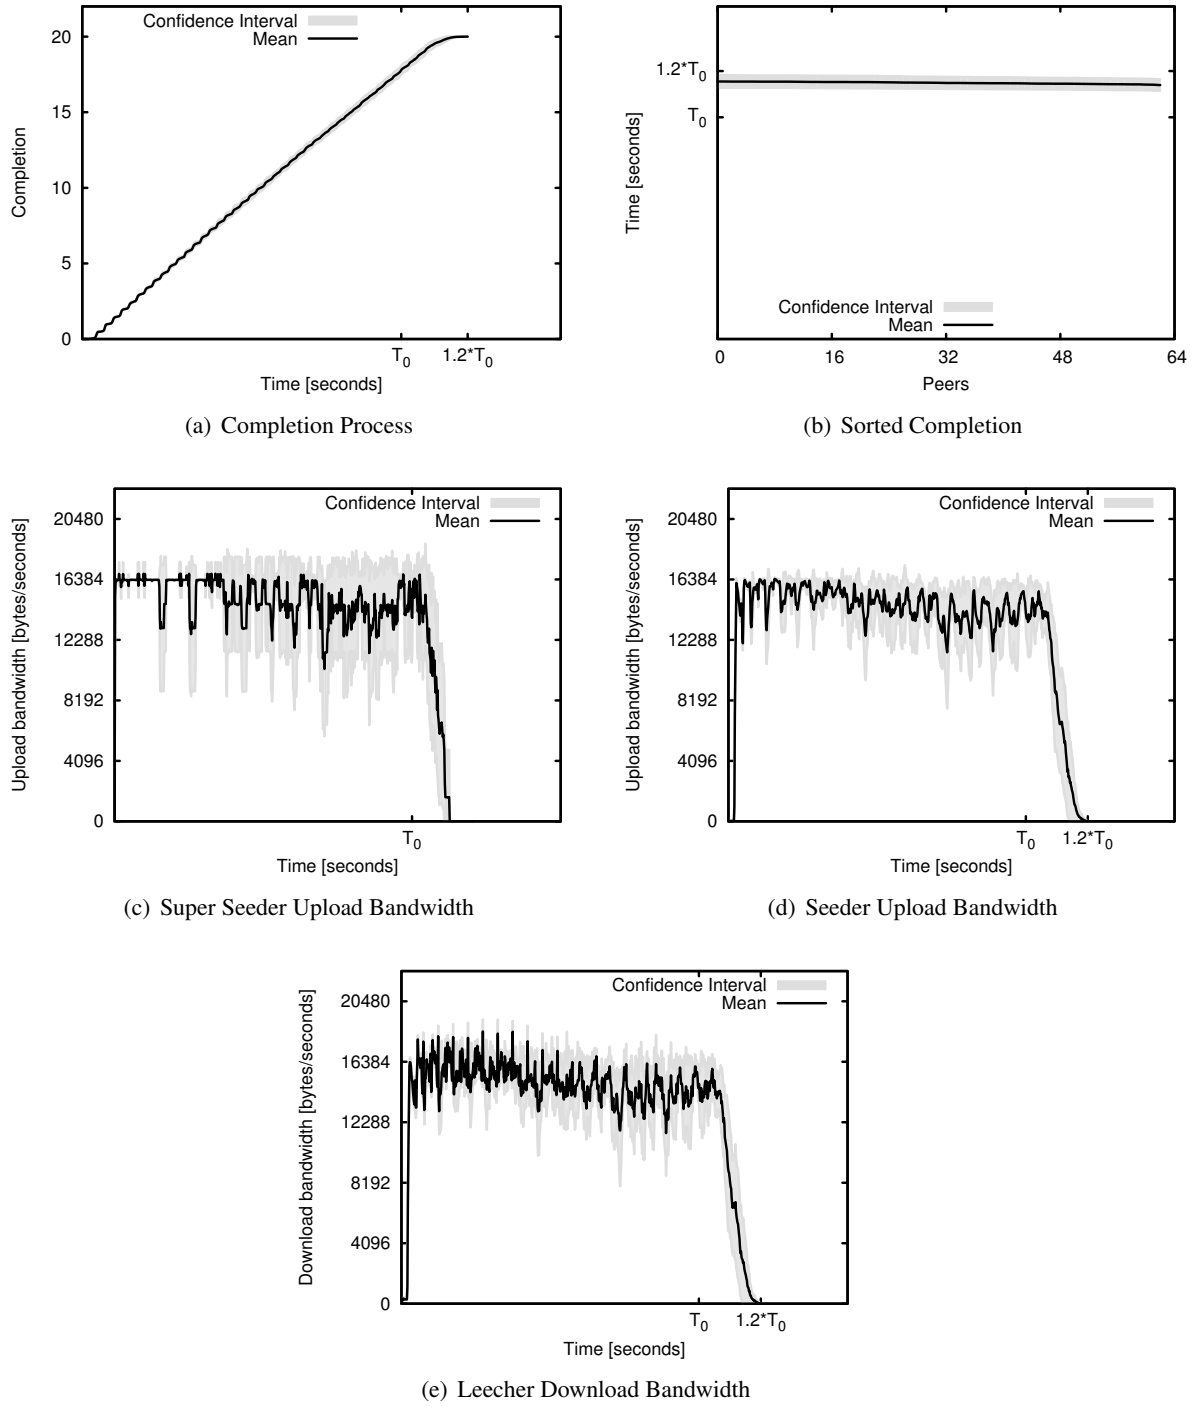 Confidence Interval
Mean
20
15
10
5
0
Completion
T0 1.2*T0
Time [seconds]
(a) Completion Process
1.2*T0
T0
Time [seconds]
Confidence Interval
Mean
0 16 32 48 64
Peers
(b) Sorted Completion
Confidence Interval
Mean
20480
16384
12288
8192
4096
0
Upload bandwidth [bytes/seconds]
T0
Time [seconds]
(c) Super Seeder Upload Bandwidth
Confidence Interval
Mean
20480
16384
12288
8192
4096
0
Upload bandwidth [bytes/seconds]
T0 1.2*T0
Time [seconds]
(d) Seeder Upload Bandwidth
Confidence Interval
Mean
20480
16384
12288
8192
4096
0
Download bandwidth [bytes/seconds]
T0 1.2*T0
Time [seconds]
(e) Leecher Download Bandwidth